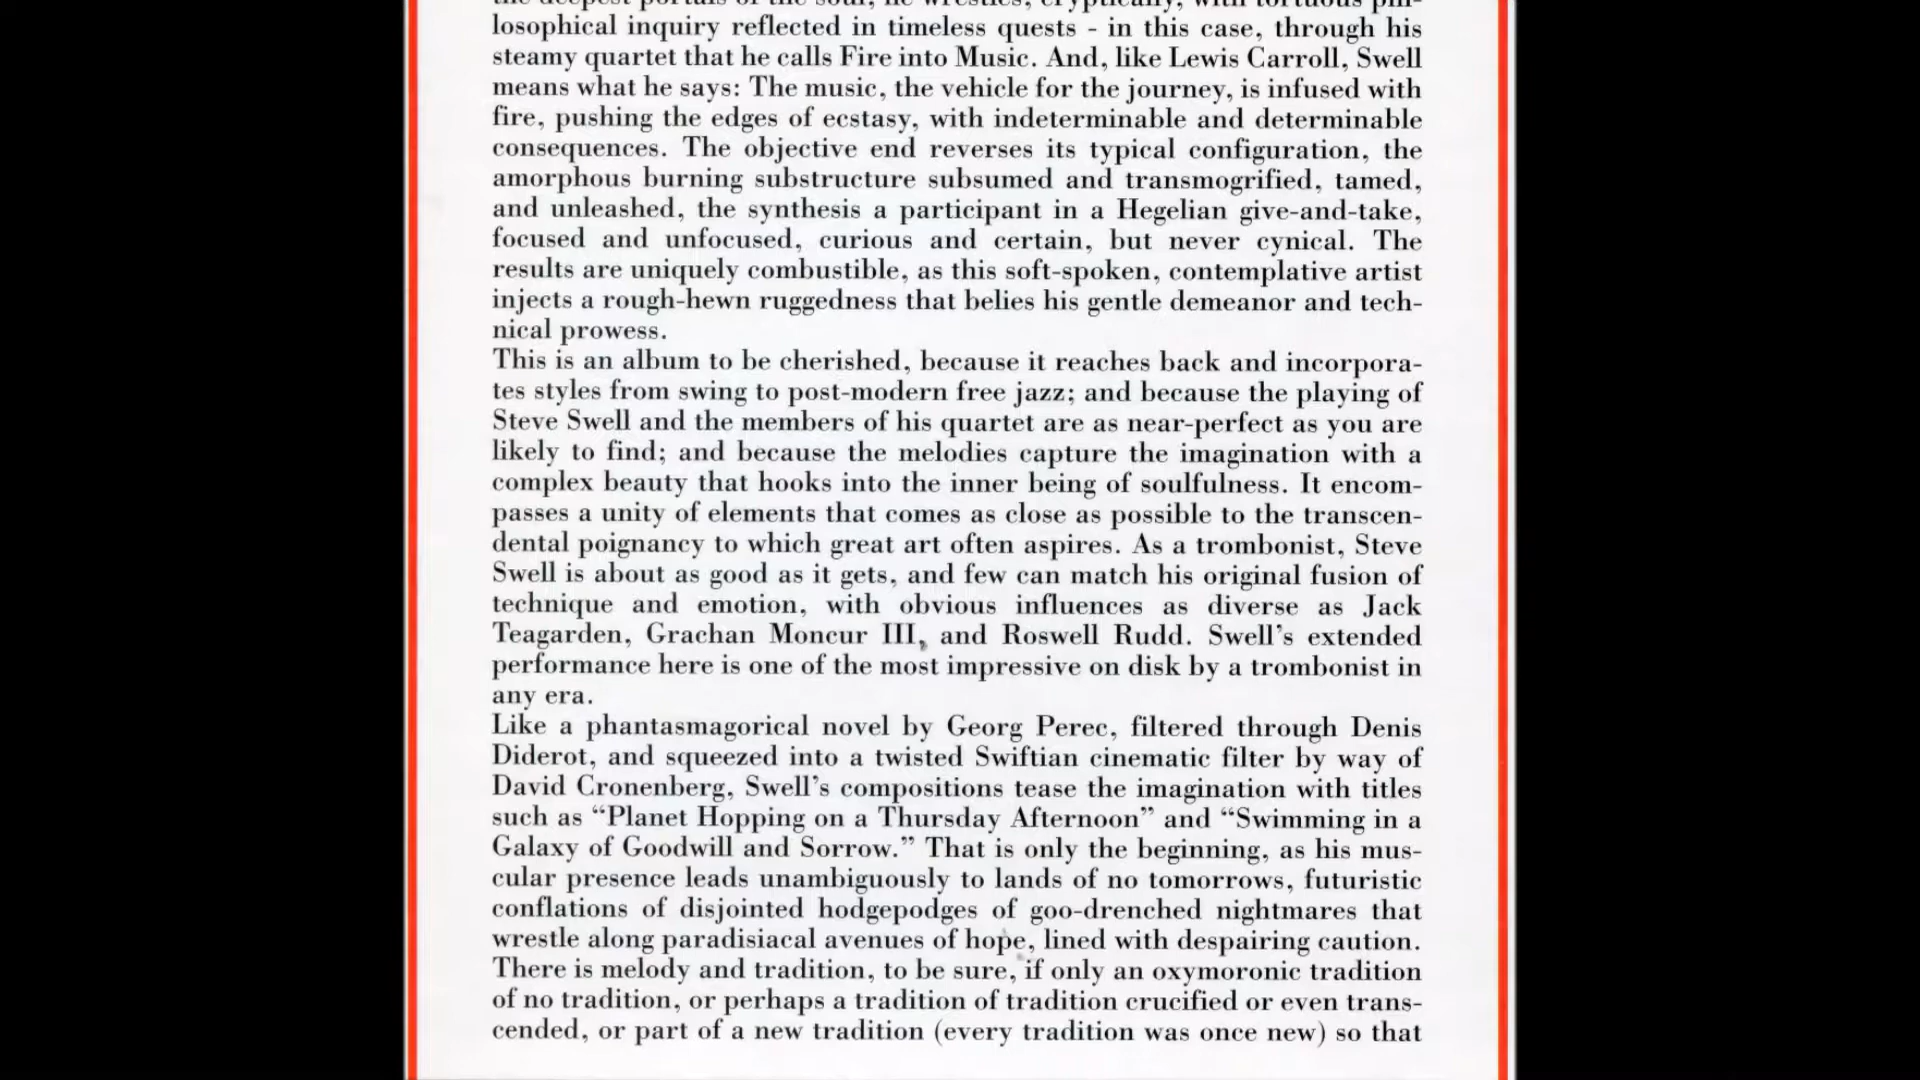 the deepest portals of the soul, he wrestles, cryptically, with tortuous phi-
losophical inquiry reflected in timeless quests - in this case, through his
steamy quartet that he calls Fire into Music. And, like Lewis Carroll, Swell
means what he says: The music, the vehicle for the journey, is infused with
fire, pushing the edges of ecstasy, with indeterminable and determinable
consequences. The objective end reverses its typical configuration, the
amorphous burning substructure subsumed and transmogrified, tamed,
and unleashed, the synthesis a participant in a Hegelian give-and-take,
focused and unfocused, curious and certain, but never cynical. The
results are uniquely combustible, as this soft-spoken, contemplative artist
injects a rough-hewn ruggedness that belies his gentle demeanor and tech-
nical prowess.
This is an album to be cherished, because it reaches back and incorpora-
tes styles from swing to post-modern free jazz; and because the playing of
Steve Swell and the members of his quartet are as near-perfect as you are
likely to find; and because the melodies capture the imagination with a
complex beauty that hooks into the inner being of soulfulness. It encom-
passes a unity of elements that comes as close as possible to the transcen-
dental poignancy to which great art often aspires. As a trombonist, Steve
Swell is about as good as it gets, and few can match his original fusion of
technique and emotion, with obvious influences as diverse as Jack
Teagarden, Grachan Moncur III, and Roswell Rudd. Swell's extended
performance here is one of the most impressive on disk by a trombonist in
any era.
Like a phantasmagorical novel by Georg Perec, filtered through Denis
Diderot, and squeezed into a twisted Swiftian cinematic filter by way of
David Cronenberg, Swell's compositions tease the imagination with titles
such as “Planet Hopping on a Thursday Afternoon” and “Swimming in a
Galaxy of Goodwill and Sorrow.” That is only the beginning, as his mus-
cular presence leads unambiguously to lands of no tomorrows, futuristic
conflations of disjointed hodgepodges of goo-drenched nightmares that
wrestle along paradisiacal avenues of hope, lined with despairing caution.
There is melody and tradition, to be sure, if only an oxymoronic tradition
of no tradition, or perhaps a tradition of tradition crucified or even trans-
cended, or part of a new tradition (every tradition was once new) so that